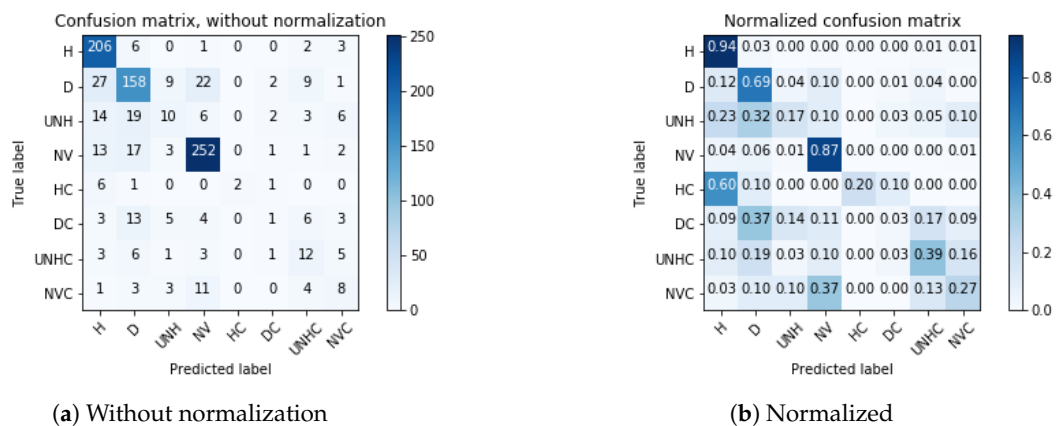 Confusion matrix, without normalization
H 206 6 0 1 0 0 2 3
D 27 158 9 22 0 2 9 1
UNH 14 19 10 6 0 2 3 6
NV 13 17 3 252 0 1 1 2
HC 6 1 0 0 2 1 0 0
DC 3 13 5 4 0 1 6 3
UNHC 3 6 1 3 0 1 12 5
NVC 1 3 3 11 0 0 4 8
True label
H D UNH NV HC DC UNHC NVC
Predicted label
250
200
150
100
50
0
(a) Without normalization
Normalized confusion matrix
H 0.94 0.03 0.00 0.00 0.00 0.00 0.01 0.01
D 0.12 0.69 0.04 0.10 0.00 0.01 0.04 0.00
UNH 0.23 0.32 0.17 0.10 0.00 0.03 0.05 0.10
NV 0.04 0.06 0.01 0.87 0.00 0.00 0.00 0.01
HC 0.60 0.10 0.00 0.00 0.20 0.10 0.00 0.00
DC 0.09 0.37 0.14 0.11 0.00 0.03 0.17 0.09
UNHC 0.10 0.19 0.03 0.10 0.00 0.03 0.39 0.16
NVC 0.03 0.10 0.10 0.37 0.00 0.00 0.13 0.27
True label
H D UNH NV HC DC UNHC NVC
Predicted label
0.8
0.6
0.4
0.2
0.0
(b) Normalized